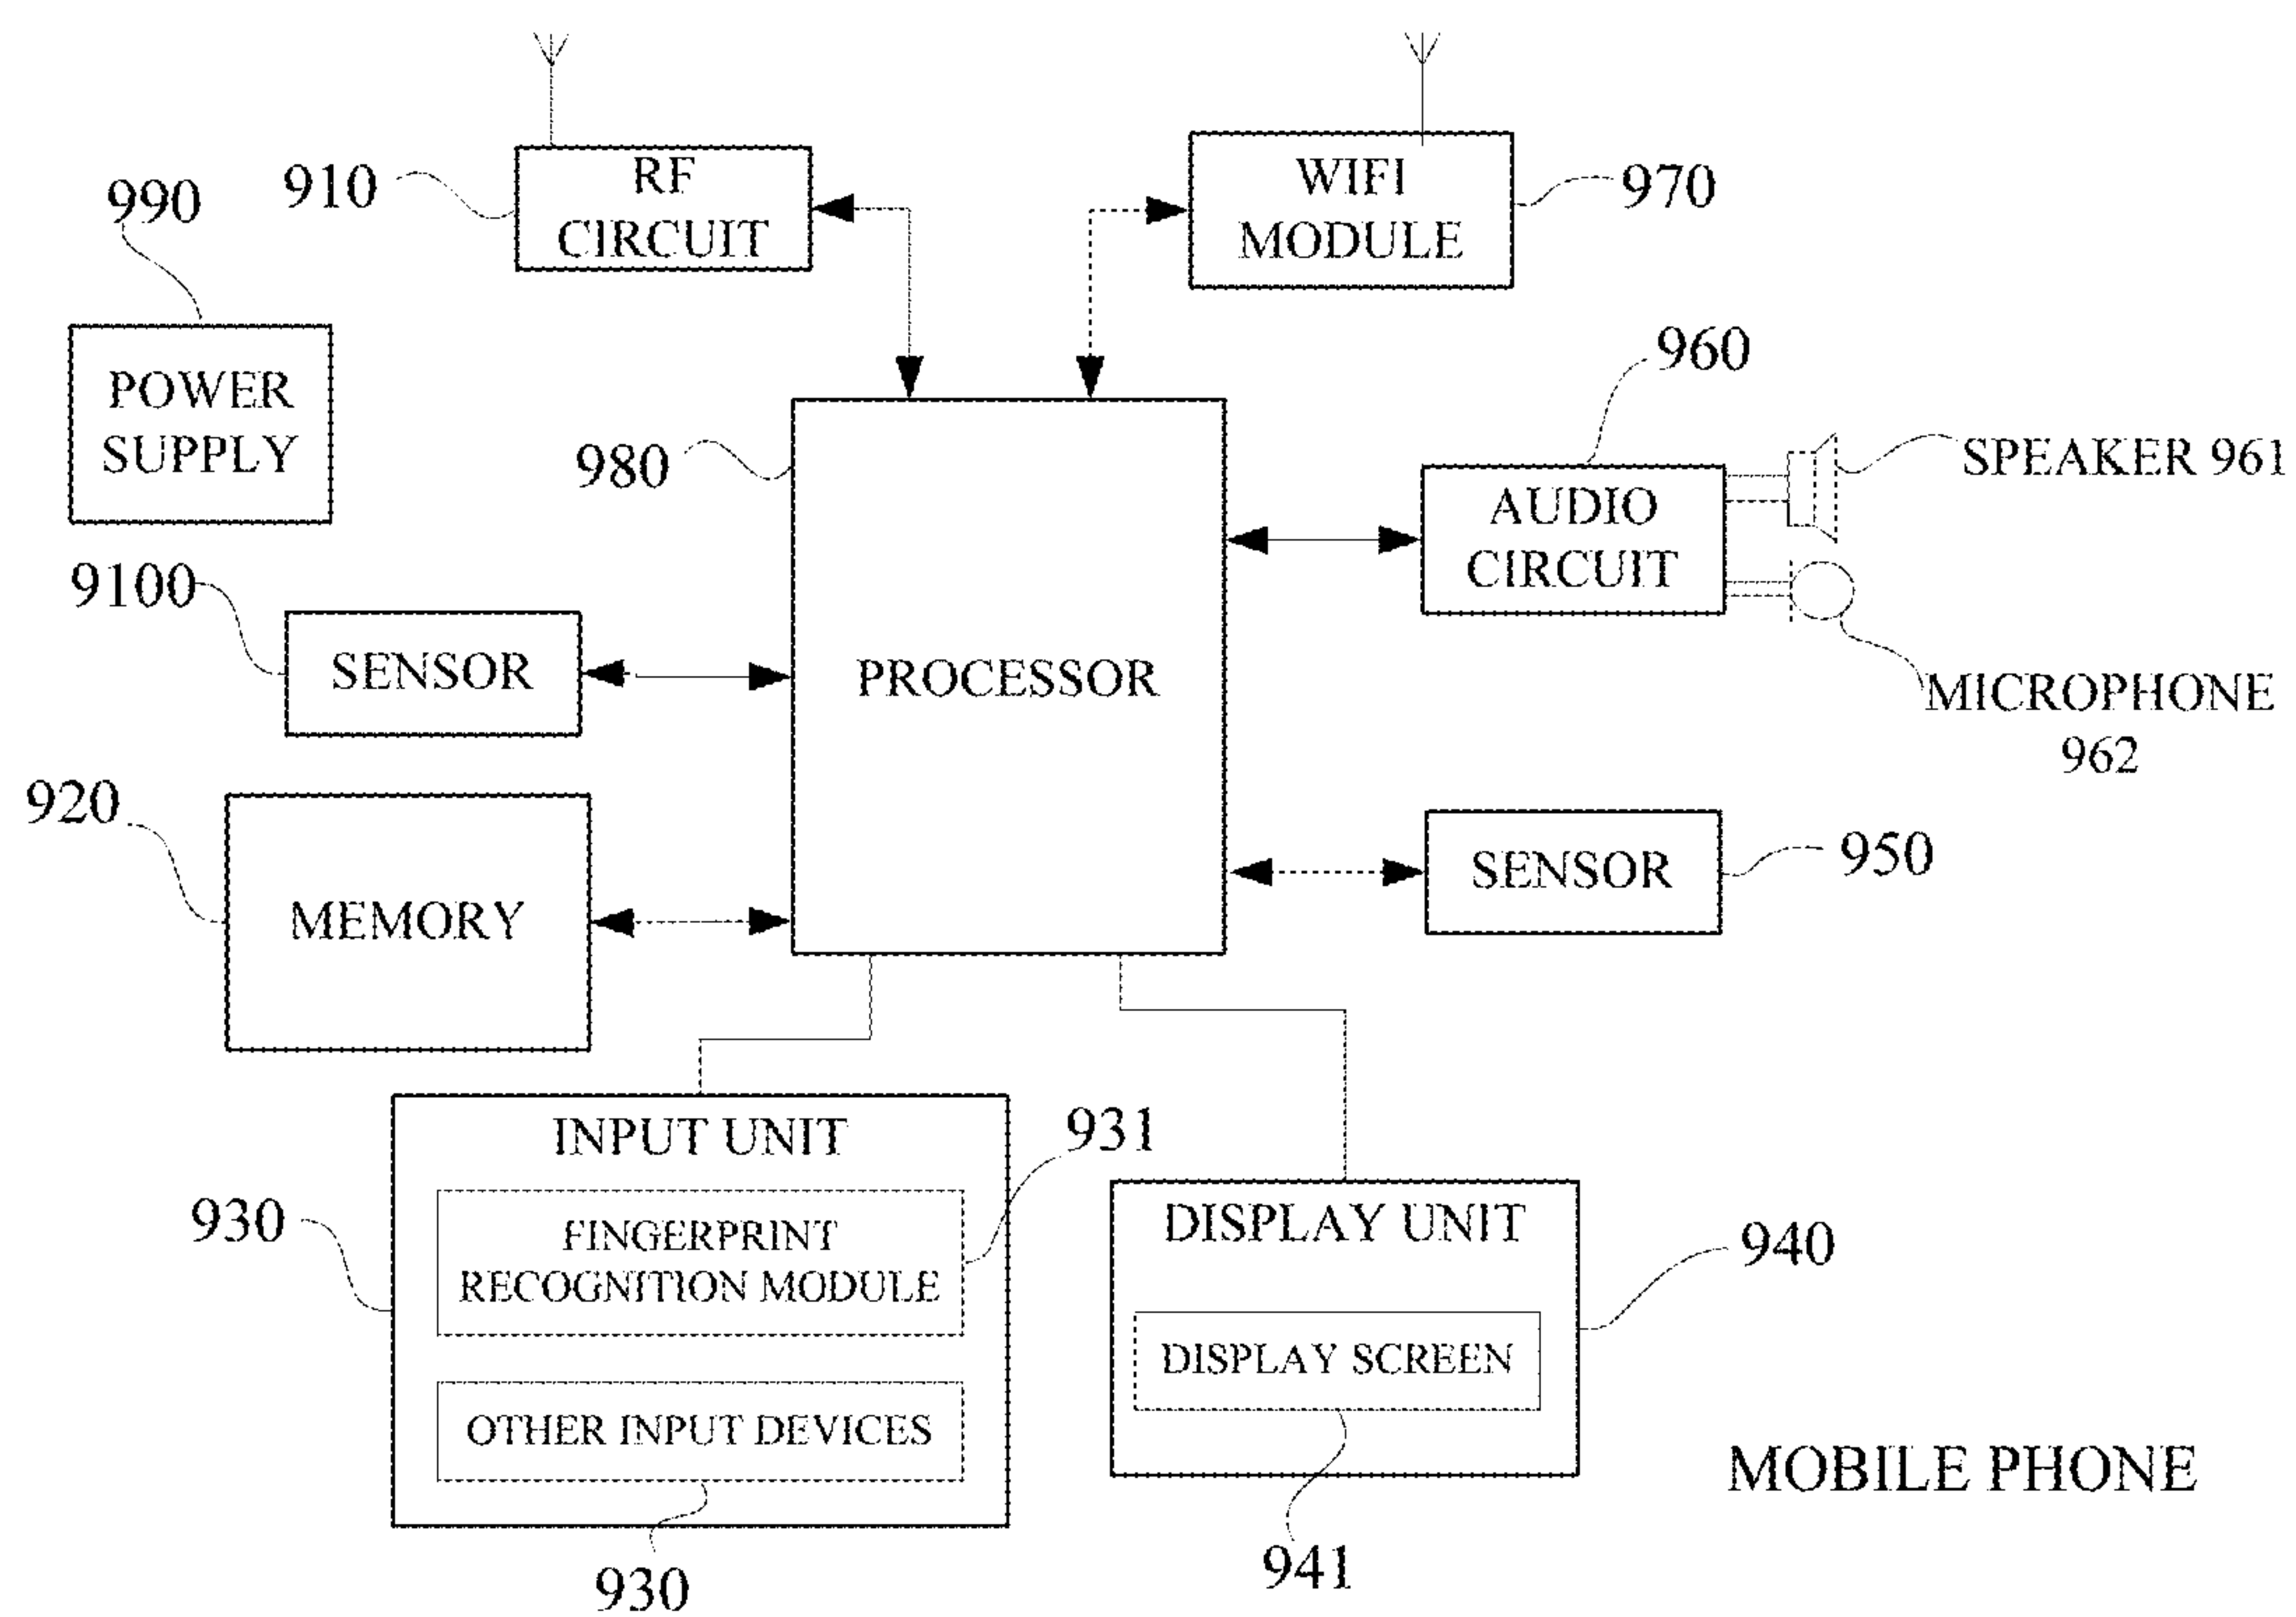 910
RF
CIRCUIT
WIFI
MODULE
970
990
POWER
SUPPLY
980
PROCESSOR
960
AUDIO
CIRCUIT
SPEAKER 961
MICROPHONE
962
9100
SENSOR
920
MEMORY
SENSOR
950
INPUT UNIT
931
930
FINGERPRINT
RECOGNITION MODULE
OTHER INPUT DEVICES
930
DISPLAY UNIT
940
DISPLAY SCREEN
941
MOBILE PHONE